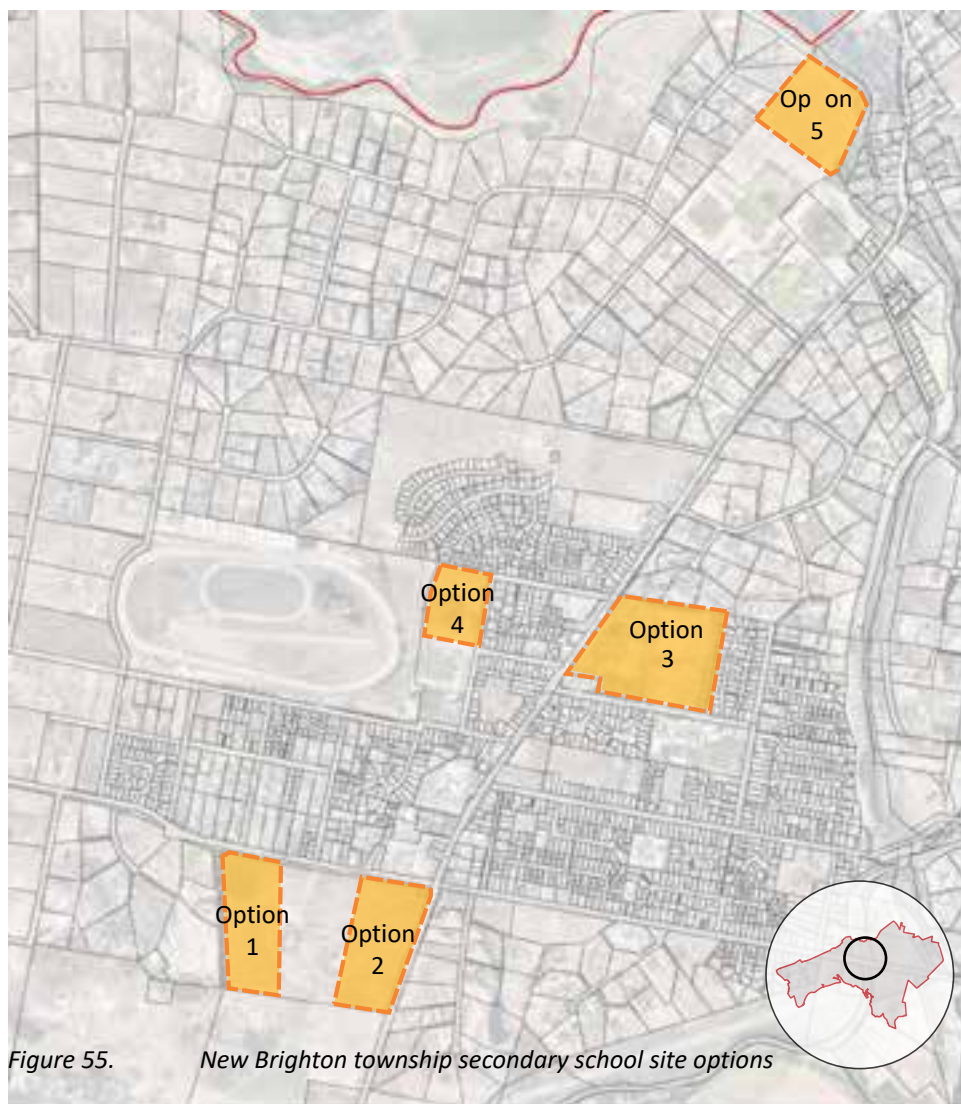 Op on
5
Option
4
Option
3
Option
1
Option
2
Figure 55. New Brighton township secondary school site options